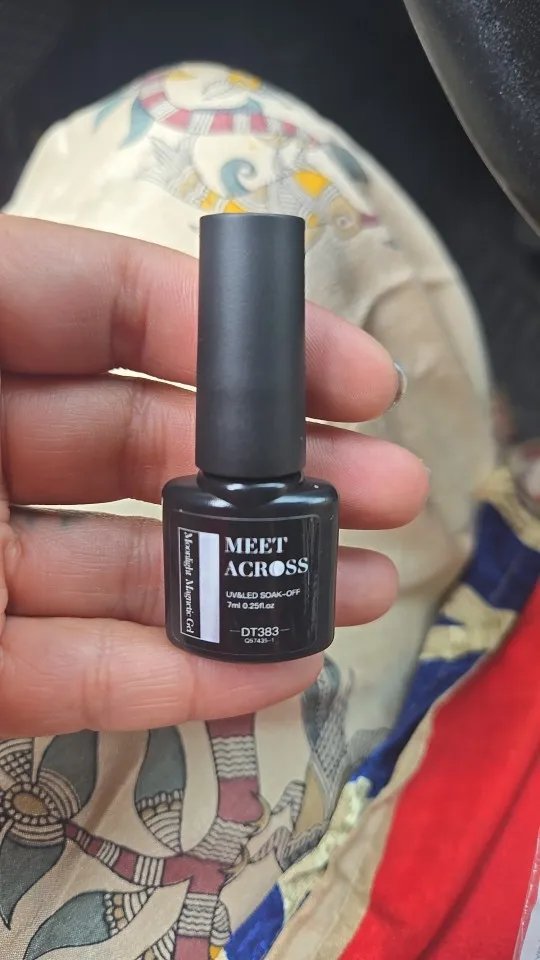 Moonlight Magnetic Gel
MEET
ACROSS
UV&LED SOAK-OFF
7ml 0.25fl.oz
DT383
QS7435-1